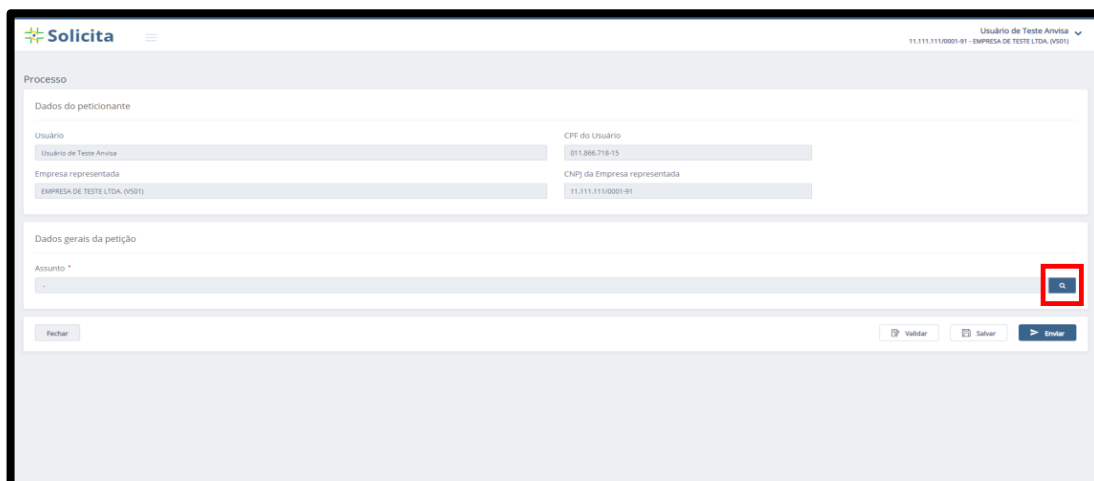 Solicita
Usuário de Teste Anvisa
11.111.111/0001-91 - EMPRESA DE TESTE LTDA. (VS01)
Processo
Dados do peticionante
Usuário
CPF do Usuário
Usuário de Teste Anvisa
011.866.718-15
Empresa representada
CNPJ da Empresa representada
EMPRESA DE TESTE LTDA. (VS01)
11.111.111/0001-91
Dados gerais da petição
Assunto *
-
Fechar
Validar
Salvar
Enviar